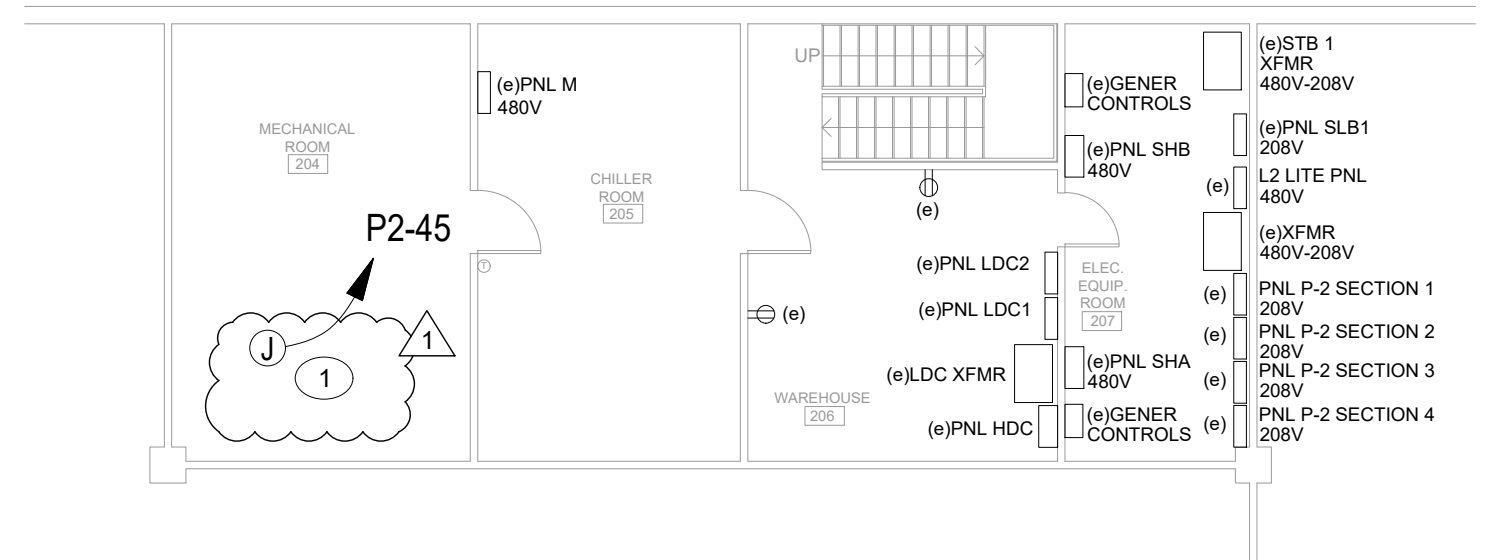 UP
(e)PNL M
480V
MECHANICAL
ROOM
204
P2-45
J
1
1
T
CHILLER
ROOM
205
(e)
(e)
(e)PNL LDC2
(e)PNL LDC1
(e)LDC XFMR
WAREHOUSE
206
(e)PNL HDC
(e)GENER
CONTROLS
(e)PNL SHB
480V
ELEC.
EQUIP.
ROOM
207
(e)PNL SHA
480V
(e)GENER
CONTROLS
(e)STB 1
XFMR
480V-208V
(e)PNL SLB1
208V
(e) L2 LITE PNL
480V
(e)XFMR
480V-208V
(e) PNL P-2 SECTION 1
208V
(e) PNL P-2 SECTION 2
208V
(e) PNL P-2 SECTION 3
208V
(e) PNL P-2 SECTION 4
208V